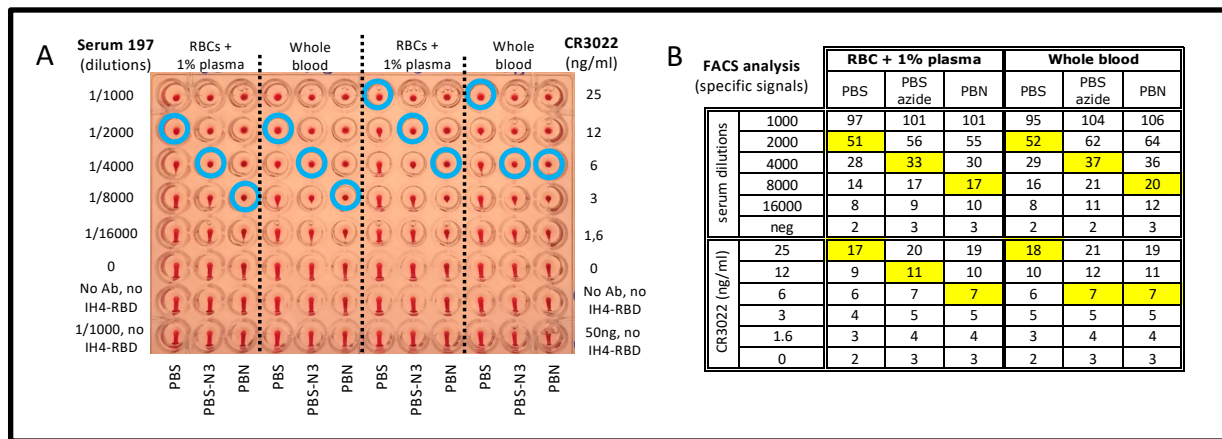 A
Serum 197
(dilutions)
RBCs +
1% plasma
Whole
blood
RBCs +
1% plasma
Whole
blood
CR3022
(ng/ml)
1/1000
25
1/2000
12
1/4000
6
1/8000
3
1/16000
1,6
0
0
No Ab, no
IH4-RBD
No Ab, no
IH4-RBD
1/1000, no
IH4-RBD
50ng, no
IH4-RBD
PBS PBS-N3 PBN PBS PBS-N3 PBN PBS PBS-N3 PBN PBS PBS-N3 PBN
B
FACS analysis
(specific signals)
RBC + 1% plasma Whole blood
PBS PBS azide PBN PBS PBS azide PBN
serum dilutions
1000 97 101 101 95 104 106
2000 51 56 55 52 62 64
4000 28 33 30 29 37 36
8000 14 17 17 16 21 20
16000 8 9 10 8 11 12
neg 2 3 3 2 2 3
CR3022 (ng/ml)
25 17 20 19 18 21 19
12 9 11 10 10 12 11
6 6 7 7 6 7 7
3 4 5 5 5 5 5
1.6 3 4 4 3 4 4
0 2 3 3 2 3 3